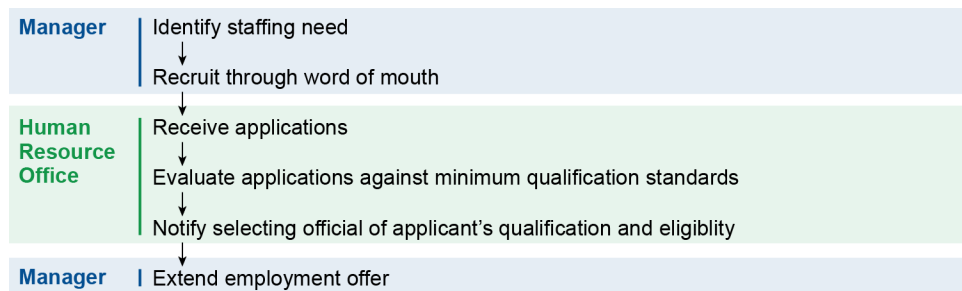 Manager
Identify staffing need
Recruit through word of mouth
Human
Resource
Office
Receive applications
Evaluate applications against minimum qualification standards
Notify selecting official of applicant’s qualification and eligiblity
Manager
Extend employment offer